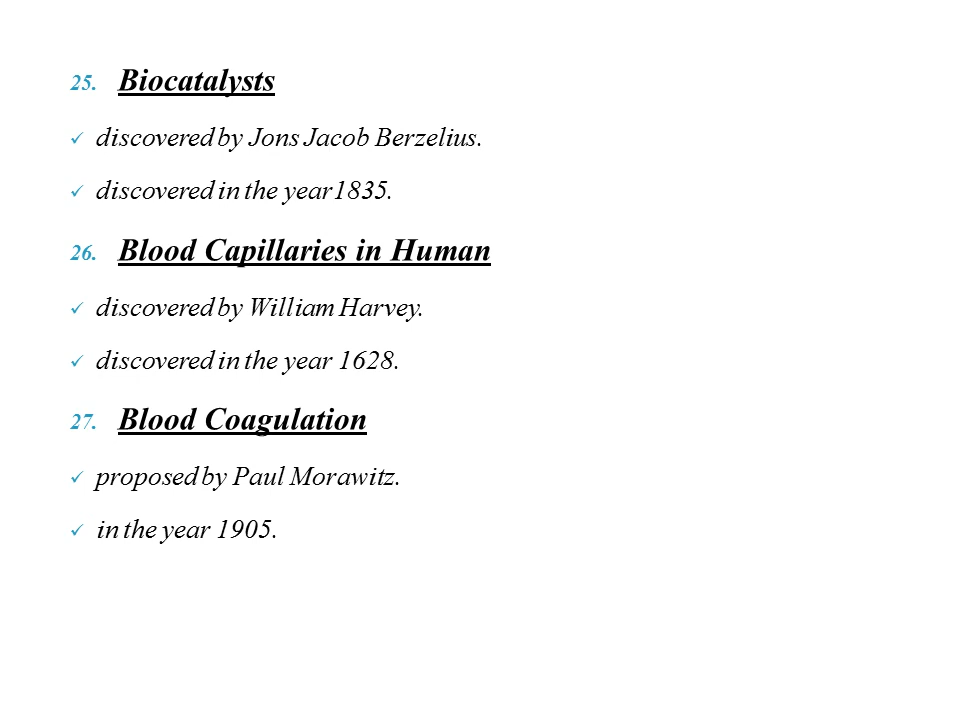 25. Biocatalysts
✓ discovered by Jons Jacob Berzelius.
✓ discovered in the year 1835.
26. Blood Capillaries in Human
✓ discovered by William Harvey.
✓ discovered in the year 1628.
27. Blood Coagulation
✓ proposed by Paul Morawitz.
✓ in the year 1905.